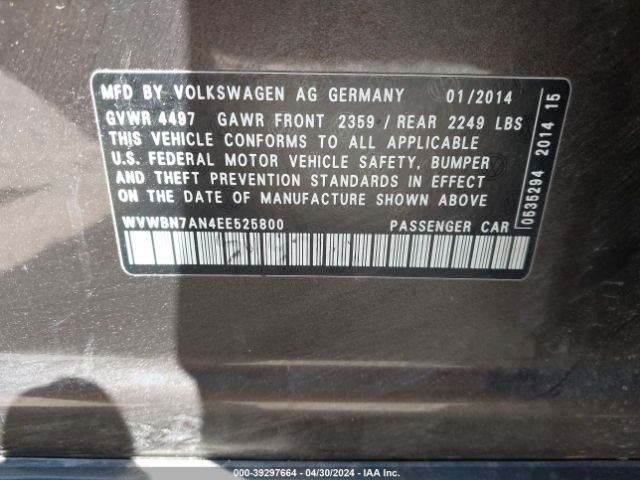 MFD BY VOLKSWAGEN AG GERMANY 01/2014
GVWR 4497 GAWR FRONT 2359 / REAR 2249 LBS
THIS VEHICLE CONFORMS TO ALL APPLICABLE
U.S. FEDERAL MOTOR VEHICLE SAFETY, BUMPER
AND THEFT PREVENTION STANDARDS IN EFFECT
ON THE DATE OF MANUFACTURE SHOWN ABOVE
WVWBN7AN4EE525800 PASSENGER CAR
0535294 2014 15
000-39297664 - 04/30/2024 - IAA Inc.